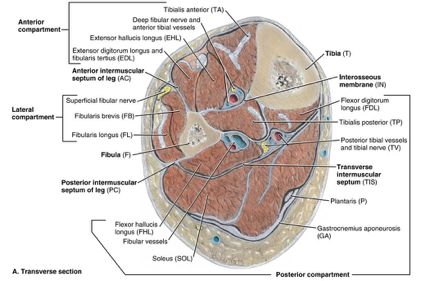 Tibialis anterior (TA)
Deep fibular nerve and
anterior tibial vessels
Extensor hallucis longus (EHL)
Extensor digitorum longus and
fibularis tertius (EDL)
Anterior
compartment
Anterior intermuscular
septum of leg (AC)
Superficial fibular nerve
Lateral
compartment
Fibularis brevis (FB)
Fibularis longus (FL)
Fibula (F)
Posterior intermuscular
septum of leg (PC)
Flexor hallucis
longus (FHL)
Fibular vessels
Soleus (SOL)
Tibia (T)
Interosseous
membrane (IN)
Flexor digitorum
longus (FDL)
Tibialis posterior (TP)
Posterior tibial vessels
and tibial nerve (TV)
Transverse
intermuscular
septum (TIS)
Plantaris (P)
Gastrocnemius aponeurosis
(GA)
A. Transverse section
Posterior compartment